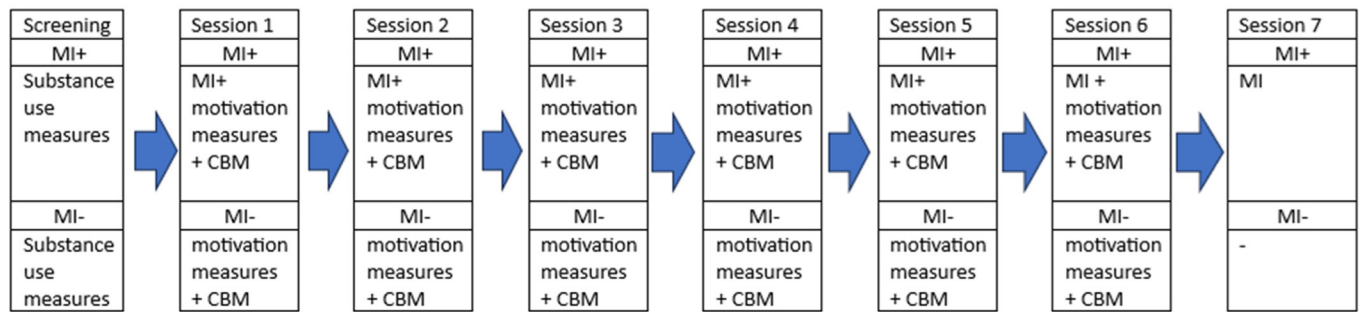 Screening
MI+
Substance
use
measures
MI-
Substance
use
measures
Session 1
MI+
MI+
motivation
measures
+ CBM
MI-
motivation
measures
+ CBM
Session 2
MI+
MI+
motivation
measures
+ CBM
MI-
motivation
measures
+ CBM
Session 3
MI+
MI+
motivation
measures
+ CBM
MI-
motivation
measures
+ CBM
Session 4
MI+
MI+
motivation
measures
+ CBM
MI-
motivation
measures
+ CBM
Session 5
MI+
MI+
motivation
measures
+ CBM
MI-
motivation
measures
+ CBM
Session 6
MI+
MI +
motivation
measures
+ CBM
MI-
motivation
measures
+ CBM
Session 7
MI+
MI
MI-
-